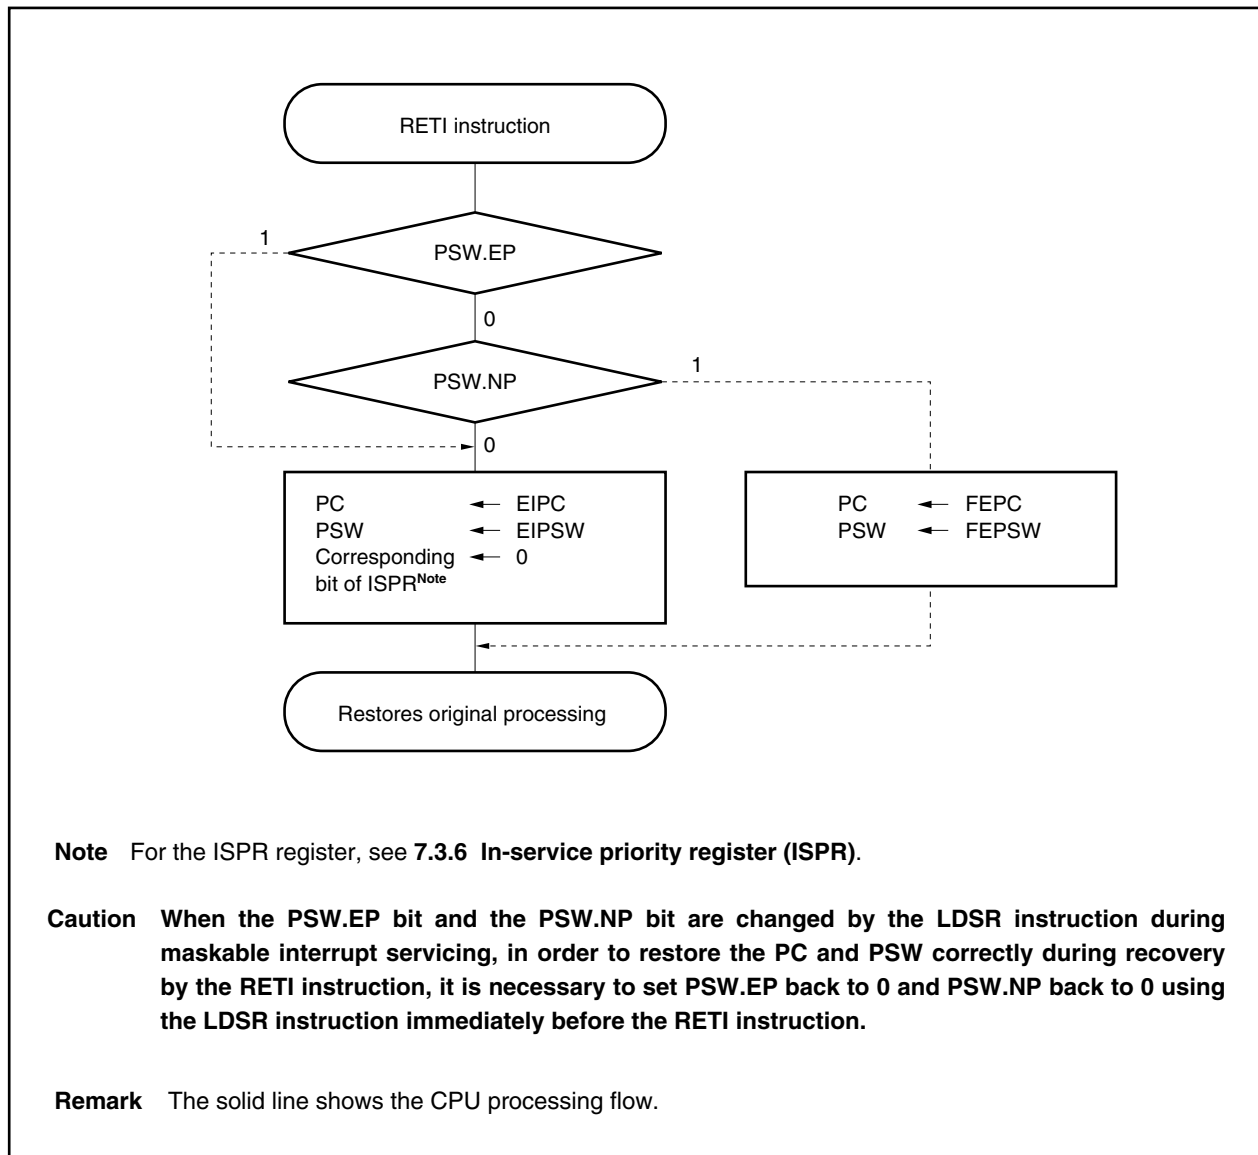 RETI instruction
1
PSW.EP
0
PSW.NP
1
0
PC ← EIPC
PSW ← EIPSW
Corresponding ← 0
bit of ISPRNote
PC ← FEPC
PSW ← FEPSW
Restores original processing
Note For the ISPR register, see 7.3.6 In-service priority register (ISPR).
Caution When the PSW.EP bit and the PSW.NP bit are changed by the LDSR instruction during
maskable interrupt servicing, in order to restore the PC and PSW correctly during recovery
by the RETI instruction, it is necessary to set PSW.EP back to 0 and PSW.NP back to 0 using
the LDSR instruction immediately before the RETI instruction.
Remark The solid line shows the CPU processing flow.